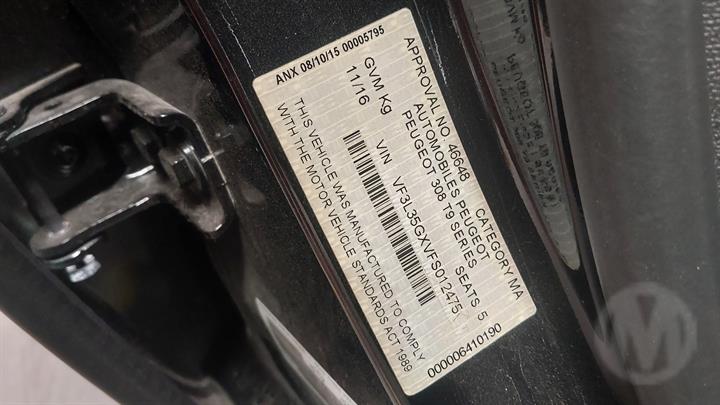 ANX 08/10/15 00005795
APPROVAL NO. 46648 CATEGORY MA
AUTOMOBILES PEUGEOT
PEUGEOT 308 T9 SERIES SEATS 5
GVM Kg
11/16 VIN VF3L35GXVFS012475
THIS VEHICLE WAS MANUFACTURED TO COMPLY
WITH THE MOTOR VEHICLE STANDARDS ACT 1989
000006410190
M